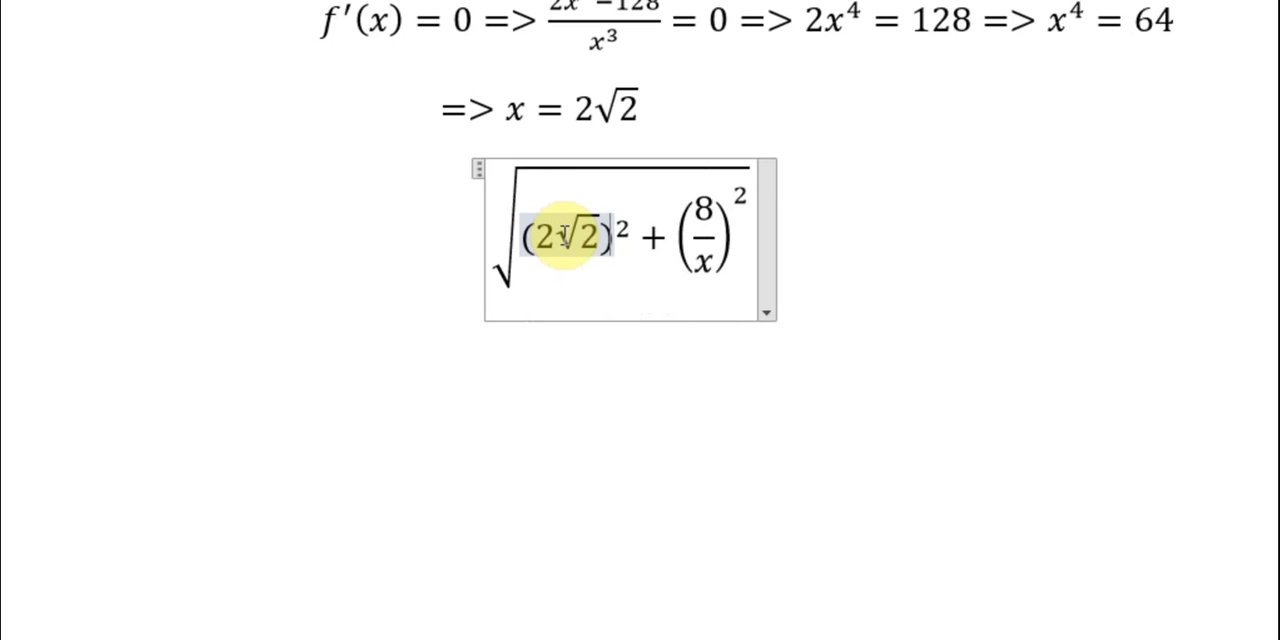 f′(x) = 0 => (2x⁴ −128)/x³ = 0 => 2x⁴ = 128 => x⁴ = 64
=> x = 2√2
√((2√2)² + (8/x)²)